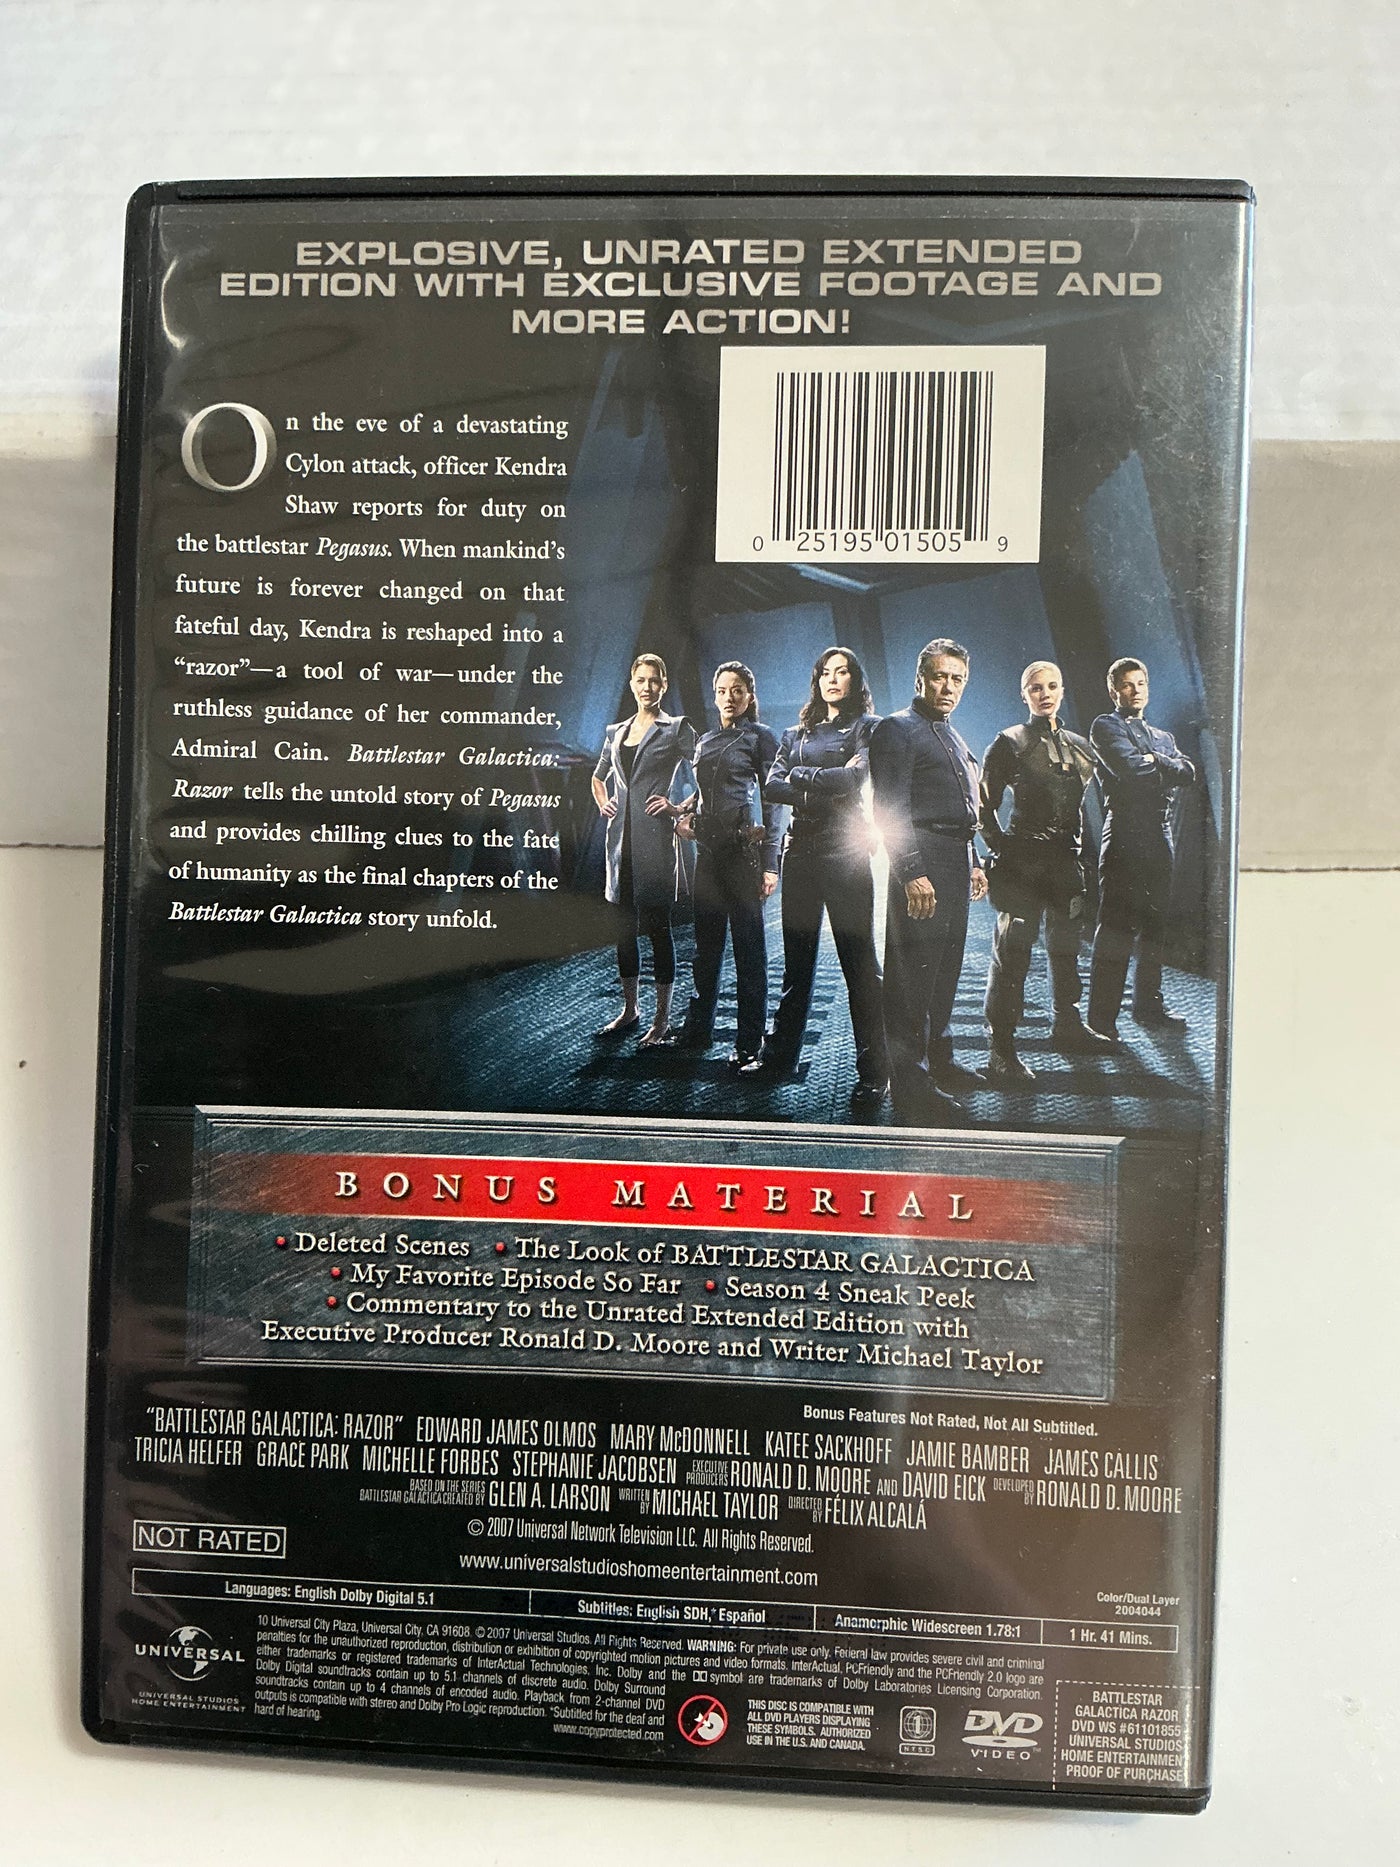 EXPLOSIVE, UNRATED EXTENDED
EDITION WITH EXCLUSIVE FOOTAGE AND
MORE ACTION!
On the eve of a devastating
Cylon attack, officer Kendra
Shaw reports for duty on
the battlestar Pegasus. When mankind's
future is forever changed on that
fateful day, Kendra is reshaped into a
“razor”—a tool of war—under the
ruthless guidance of her commander,
Admiral Cain. Battlestar Galactica:
Razor tells the untold story of Pegasus
and provides chilling clues to the fate
of humanity as the final chapters of the
Battlestar Galactica story unfold.
0 25195 01505 9
BONUS MATERIAL
• Deleted Scenes • The Look of BATTLESTAR GALACTICA
• My Favorite Episode So Far • Season 4 Sneak Peek
• Commentary to the Unrated Extended Edition with
Executive Producer Ronald D. Moore and Writer Michael Taylor
Bonus Features Not Rated, Not All Subtitled.
“BATTLESTAR GALACTICA: RAZOR” EDWARD JAMES OLMOS MARY McDONNELL KATEE SACKHOFF JAMIE BAMBER JAMES CALLIS
TRICIA HELFER GRACE PARK MICHELLE FORBES STEPHANIE JACOBSEN EXECUTIVE PRODUCERS RONALD D. MOORE AND DAVID EICK DEVELOPED BY RONALD D. MOORE
BASED ON THE SERIES BATTLESTAR GALACTICA CREATED BY GLEN A. LARSON WRITTEN BY MICHAEL TAYLOR DIRECTED BY FÉLIX ALCALÁ
© 2007 Universal Network Television LLC. All Rights Reserved.
NOT RATED
www.universalstudioshomeentertainment.com
Color/Dual Layer
2004044
Languages: English Dolby Digital 5.1
Subtitles: English SDH,* Español
Anamorphic Widescreen 1.78:1
1 Hr. 41 Mins.
UNIVERSAL
UNIVERSAL STUDIOS
HOME ENTERTAINMENT
10 Universal City Plaza, Universal City, CA 91608. © 2007 Universal Studios. All Rights Reserved. WARNING: For private use only. Federal law provides severe civil and criminal
penalties for the unauthorized reproduction, distribution or exhibition of copyrighted motion pictures and video formats. InterActual, PCFriendly and the PCFriendly 2.0 logo are
either trademarks or registered trademarks of InterActual Technologies, Inc. Dolby and the DD symbol are trademarks of Dolby Laboratories Licensing Corporation.
Dolby Digital soundtracks contain up to 5.1 channels of discrete audio. Dolby Surround
soundtracks contain up to 4 channels of encoded audio. Playback from 2-channel DVD
outputs is compatible with stereo and Dolby Pro Logic reproduction. *Subtitled for the deaf and
hard of hearing.
www.copyprotected.com
THIS DISC IS COMPATIBLE WITH
ALL DVD PLAYERS DISPLAYING
THESE SYMBOLS. AUTHORIZED
USE IN THE U.S. AND CANADA.
1
NTSC
DVD
VIDEO™
BATTLESTAR
GALACTICA RAZOR
DVD WS #61101855
UNIVERSAL STUDIOS
HOME ENTERTAINMEN
PROOF OF PURCHASE